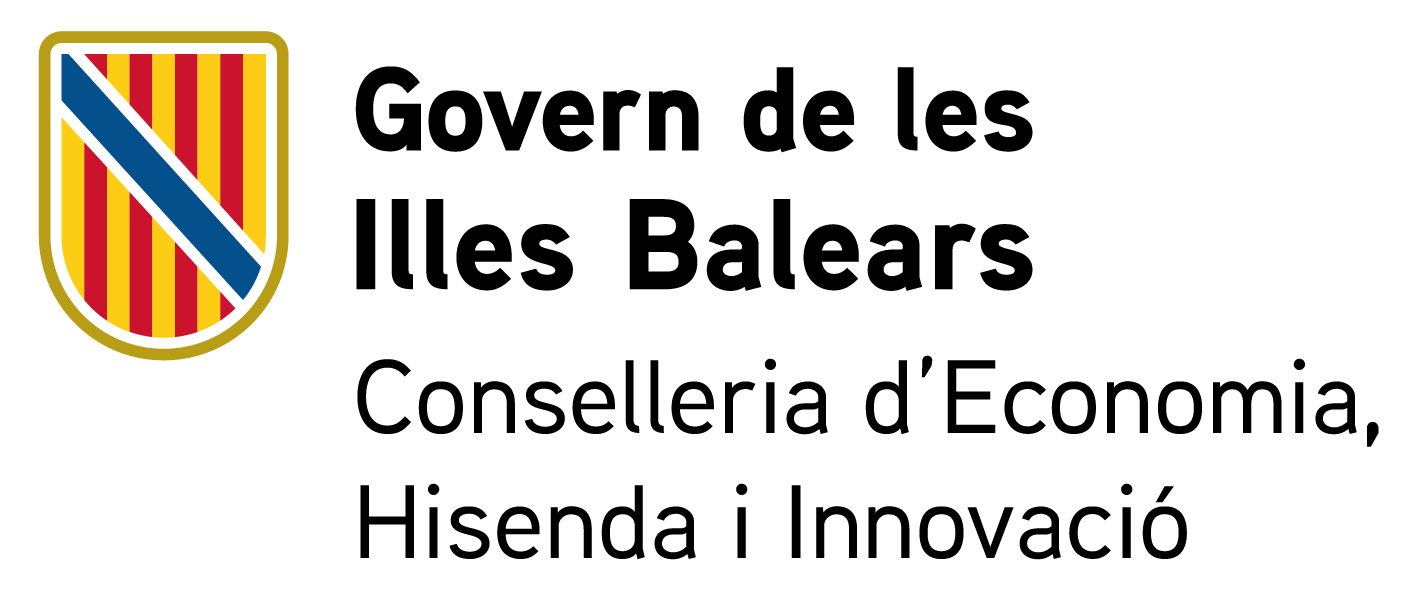 Govern de les
Illes Balears
Conselleria d’Economia,
Hisenda i Innovació